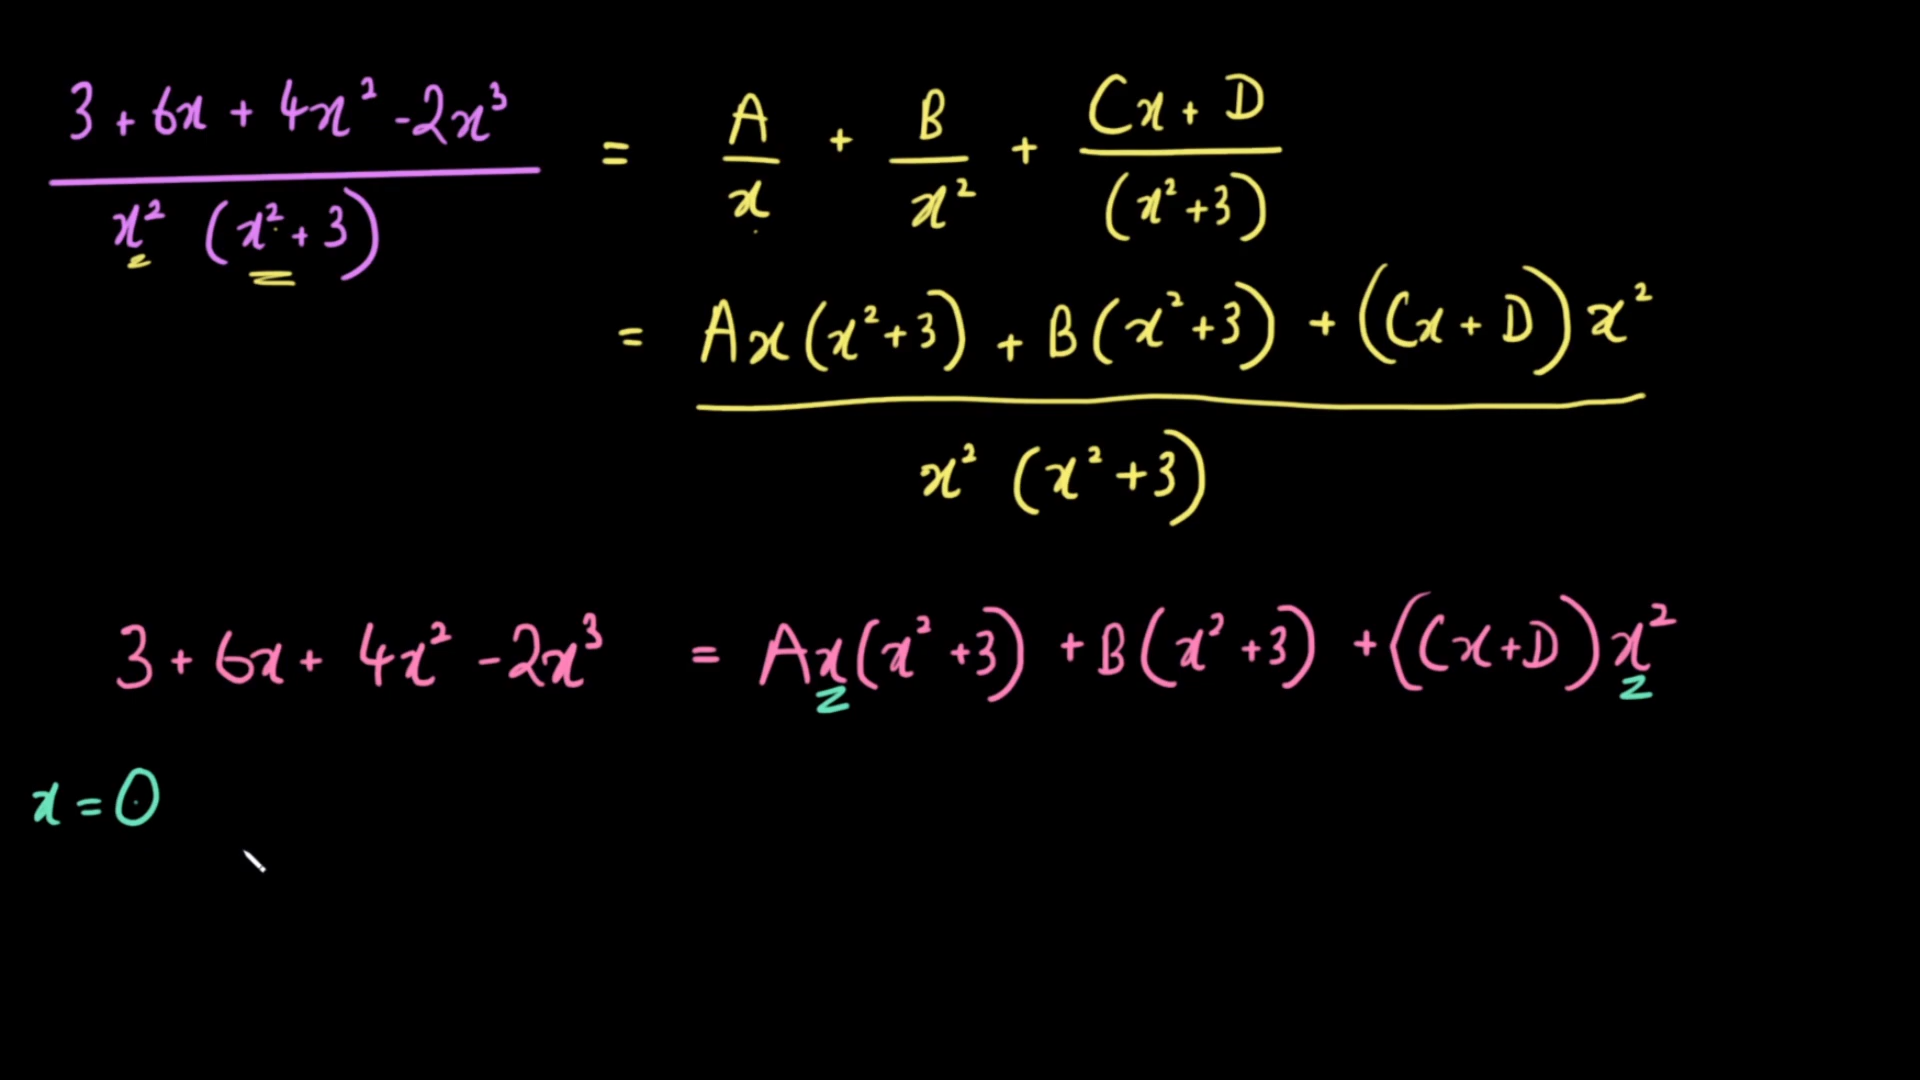 3 + 6x + 4x² - 2x³ / x² (x² + 3) = A/x + B/x² + Cx + D / (x² + 3)
= Ax(x² + 3) + B(x² + 3) + (Cx + D)x² / x² (x² + 3)
3 + 6x + 4x² - 2x³ = Ax(x² + 3) + B(x² + 3) + (Cx + D)x²
x = 0